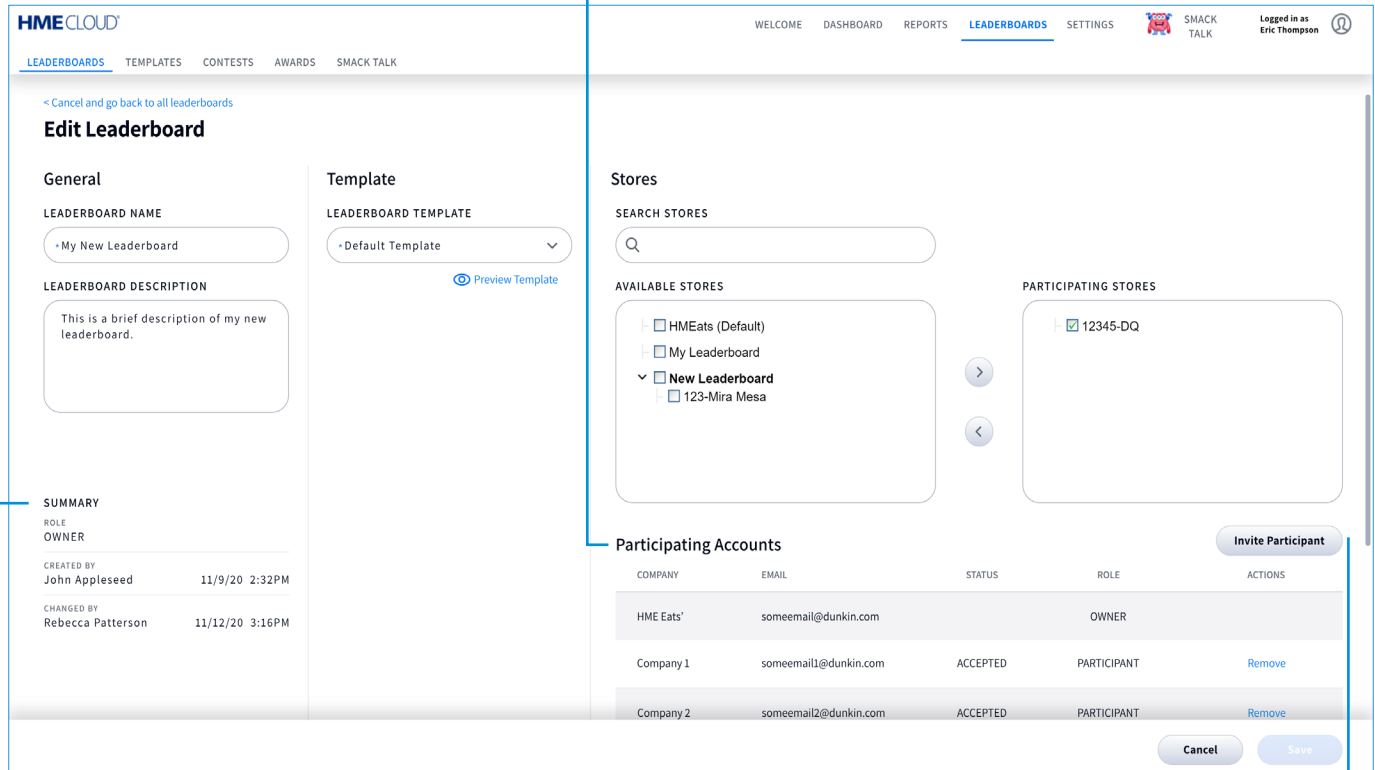 HME CLOUD®
WELCOME DASHBOARD REPORTS LEADERBOARDS SETTINGS SMACK TALK Logged in as Eric Thompson
LEADERBOARDS TEMPLATES CONTESTS AWARDS SMACK TALK
< Cancel and go back to all leaderboards
Edit Leaderboard
General
LEADERBOARD NAME
*My New Leaderboard
LEADERBOARD DESCRIPTION
This is a brief description of my new
leaderboard.
SUMMARY
ROLE
OWNER
CREATED BY
John Appleseed 11/9/20 2:32PM
CHANGED BY
Rebecca Patterson 11/12/20 3:16PM
Template
LEADERBOARD TEMPLATE
*Default Template
Preview Template
Stores
SEARCH STORES
AVAILABLE STORES
HMEats (Default)
My Leaderboard
New Leaderboard
123-Mira Mesa
PARTICIPATING STORES
12345-DQ
Participating Accounts
Invite Participant
COMPANY EMAIL STATUS ROLE ACTIONS
HME Eats’ someemail@dunkin.com OWNER
Company 1 someemail1@dunkin.com ACCEPTED PARTICIPANT Remove
Company 2 someemail2@dunkin.com ACCEPTED PARTICIPANT Remove
Cancel Save